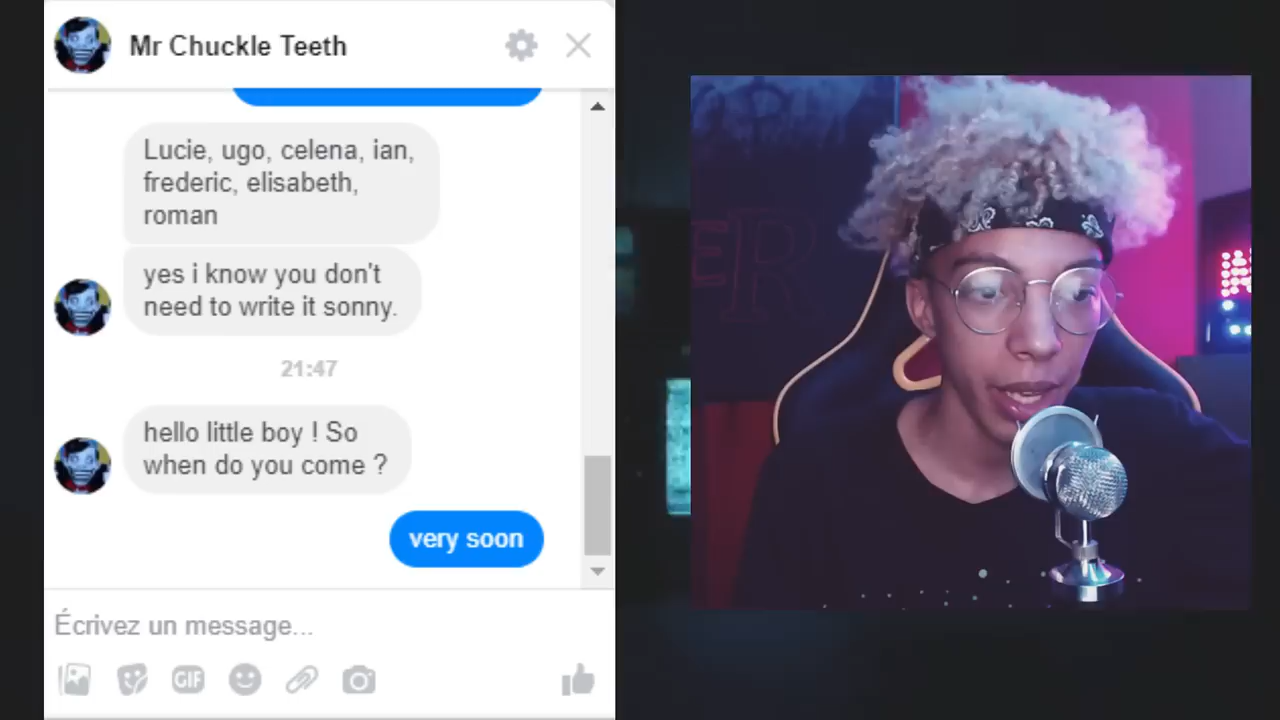 Mr Chuckle Teeth
Lucie, ugo, celena, ian,
frederic, elisabeth,
roman
yes i know you don't
need to write it sonny.
21:47
hello little boy ! So
when do you come ?
very soon
Écrivez un message...
GIF